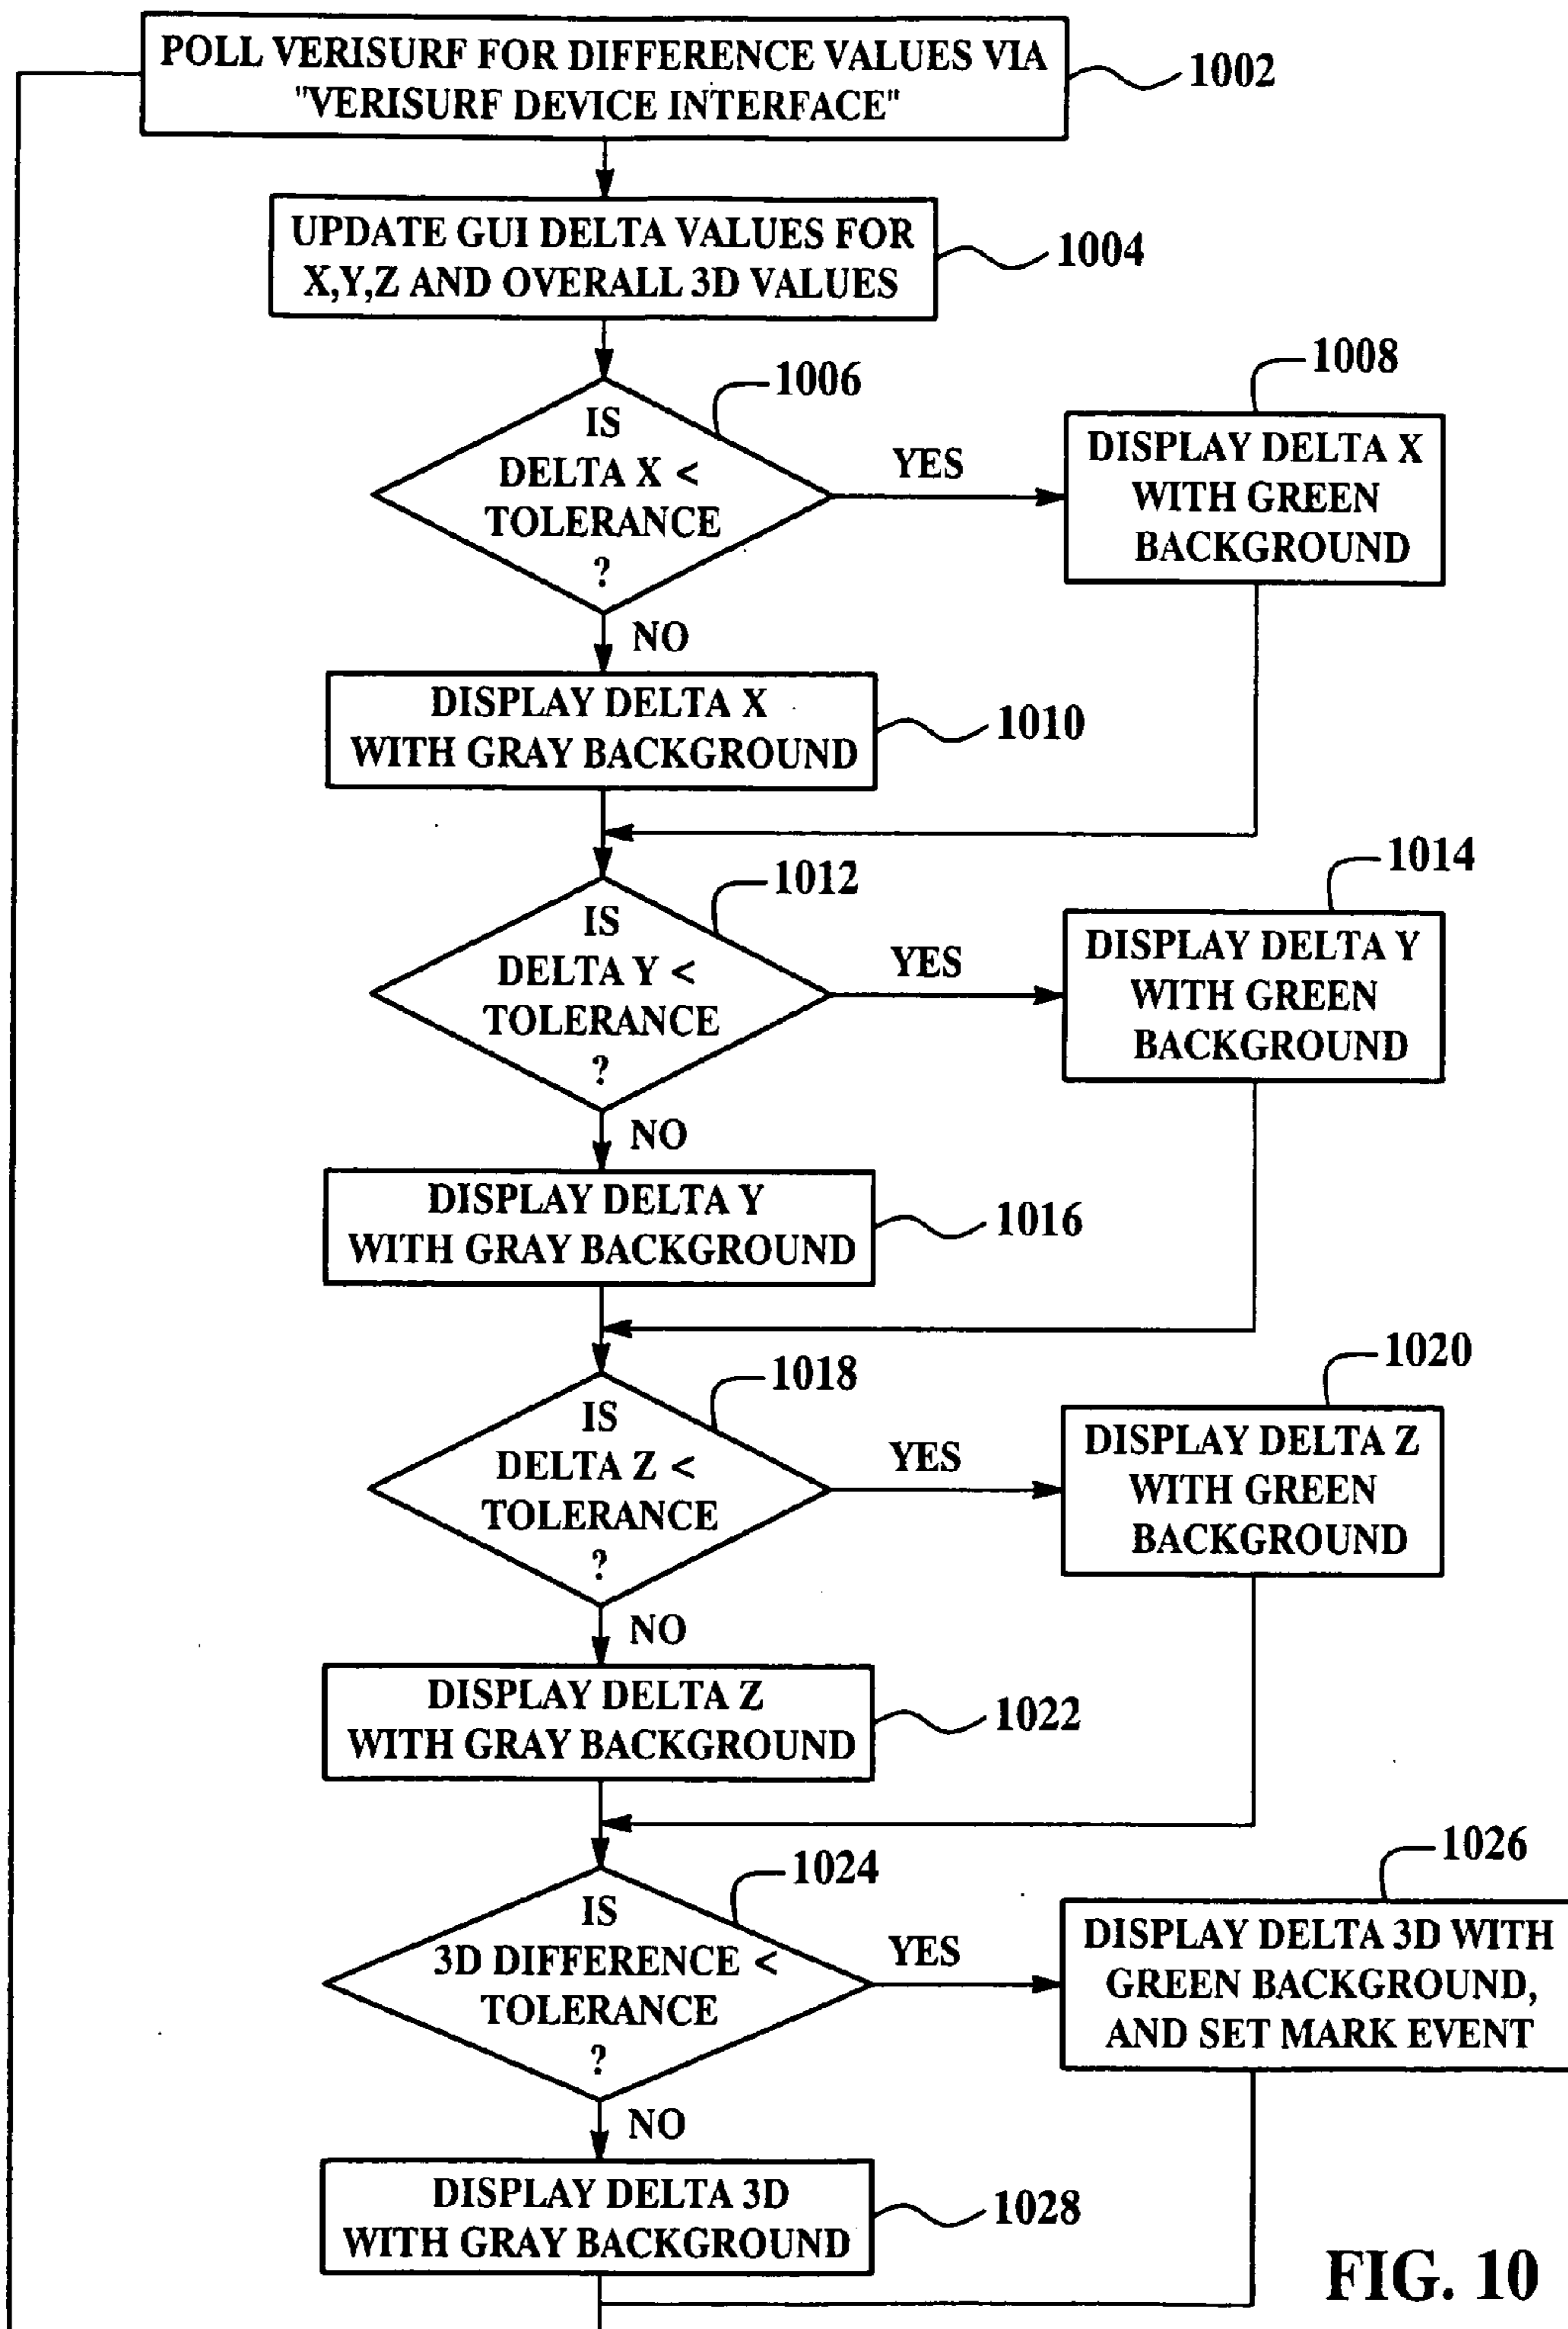 POLL VERISURF FOR DIFFERENCE VALUES VIA
"VERISURF DEVICE INTERFACE"
1002
UPDATE GUI DELTA VALUES FOR
X,Y,Z AND OVERALL 3D VALUES
1004
1006
IS
DELTA X <
TOLERANCE
?
YES
1008
DISPLAY DELTA X
WITH GREEN
BACKGROUND
NO
DISPLAY DELTA X
WITH GRAY BACKGROUND
1010
1012
IS
DELTA Y <
TOLERANCE
?
YES
1014
DISPLAY DELTA Y
WITH GREEN
BACKGROUND
NO
DISPLAY DELTA Y
WITH GRAY BACKGROUND
1016
1018
IS
DELTA Z <
TOLERANCE
?
YES
1020
DISPLAY DELTA Z
WITH GREEN
BACKGROUND
NO
DISPLAY DELTA Z
WITH GRAY BACKGROUND
1022
1024
IS
3D DIFFERENCE <
TOLERANCE
?
YES
1026
DISPLAY DELTA 3D WITH
GREEN BACKGROUND,
AND SET MARK EVENT
NO
DISPLAY DELTA 3D
WITH GRAY BACKGROUND
1028
FIG. 10